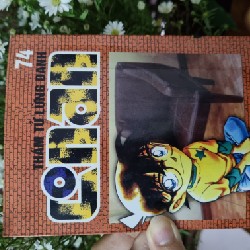 74
THÁM TỬ LỪNG DANH
CONAN